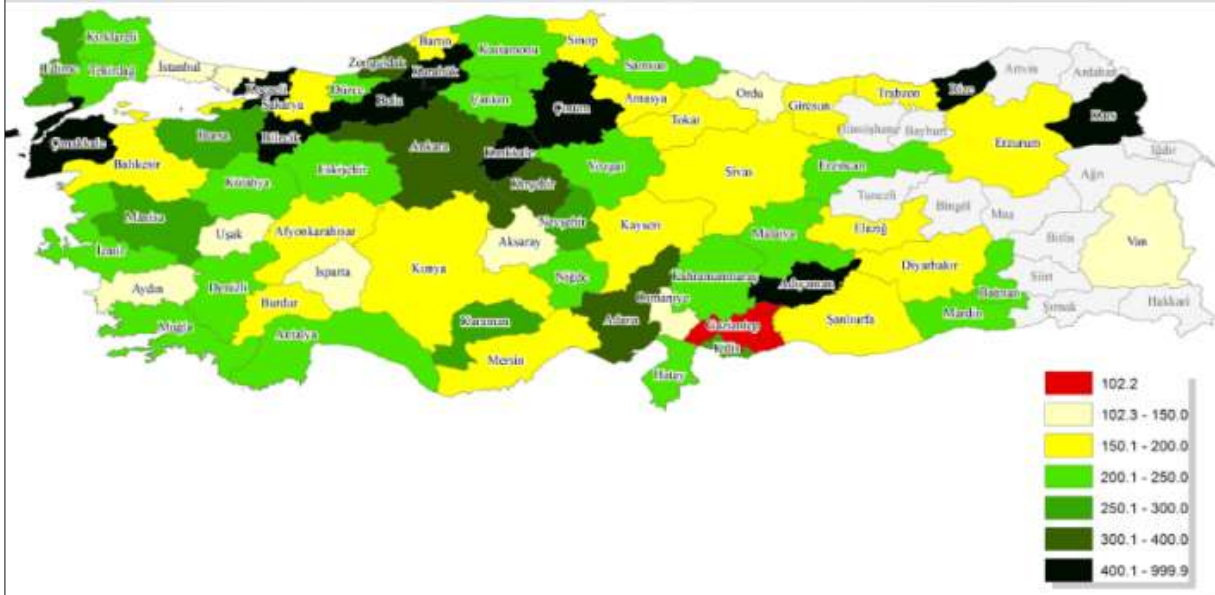 Kırklareli
Edirne
Tekirdağ
İstanbul
Kocaeli
Sakarya
Düzce
Zonguldak
Bartın
Karabük
Kastamonu
Sinop
Samsun
Bolu
Çankırı
Çorum
Amasya
Ordu
Giresun
Trabzon
Rize
Artvin
Ardahan
Kars
Tokat
Gümüşhane
Bayburt
Erzurum
Iğdır
Ağrı
Çanakkale
Balıkesir
Bursa
Bilecik
Eskişehir
Ankara
Kırıkkale
Kırşehir
Yozgat
Sivas
Erzincan
Tunceli
Bingöl
Muş
Kütahya
Manisa
Uşak
Afyonkarahisar
Nevşehir
Kayseri
Malatya
Elazığ
Bitlis
Van
İzmir
Aksaray
Konya
Isparta
Niğde
Kahramanmaraş
Adıyaman
Diyarbakır
Siirt
Aydın
Denizli
Burdur
Batman
Mardin
Şırnak
Hakkari
Muğla
Antalya
Karaman
Mersin
Adana
Osmaniye
Gaziantep
Kilis
Şanlıurfa
Hatay
102.2
102.3 - 150.0
150.1 - 200.0
200.1 - 250.0
250.1 - 300.0
300.1 - 400.0
400.1 - 999.9